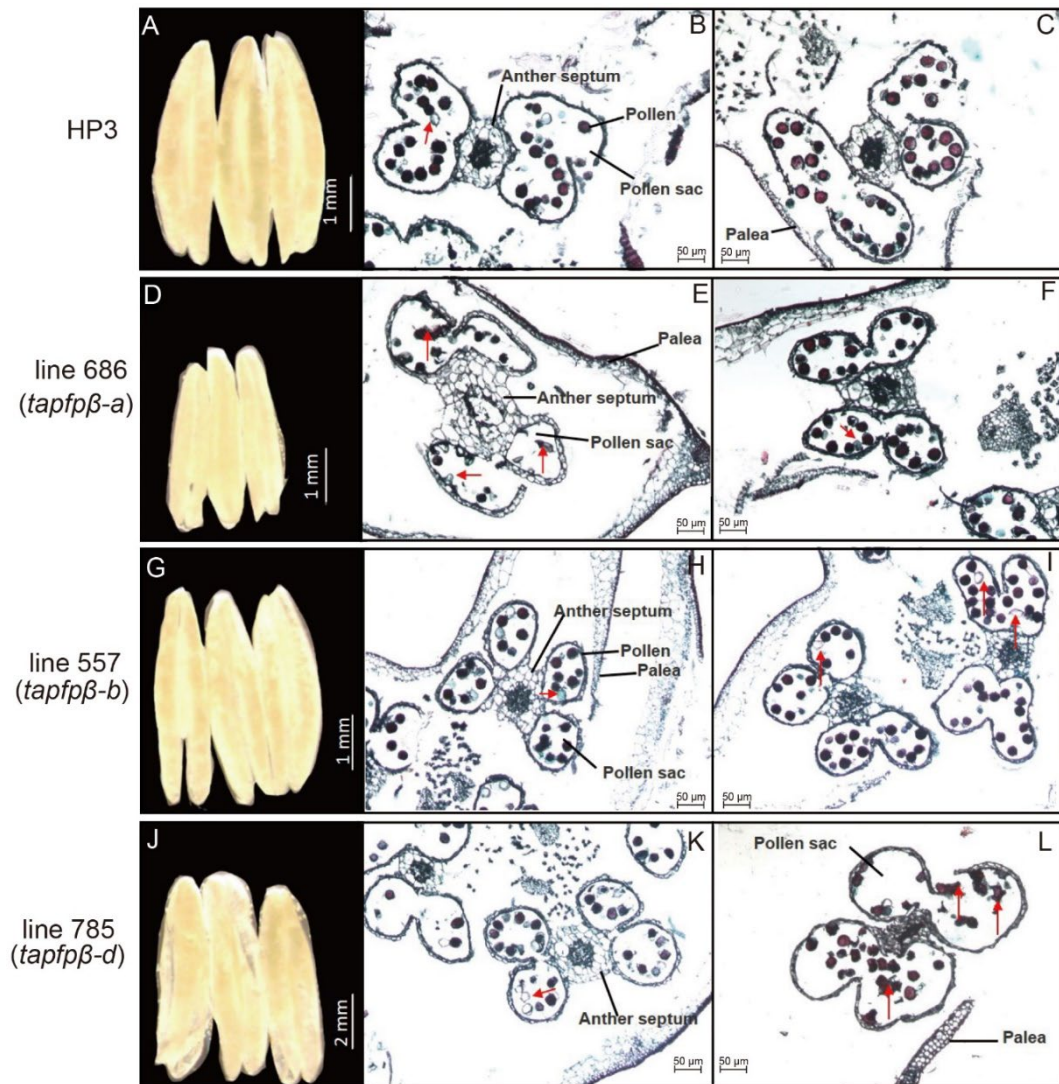 HP3
A
1 mm
B
Anther septum
Pollen
Pollen sac
50 µm
C
Palea
50 µm
line 686
(tapfpβ-a)
D
1 mm
E
Palea
Anther septum
Pollen sac
50 µm
F
50 µm
line 557
(tapfpβ-b)
G
1 mm
H
Anther septum
Pollen
Palea
Pollen sac
50 µm
I
50 µm
line 785
(tapfpβ-d)
J
2 mm
K
Anther septum
50 µm
L
Pollen sac
Palea
50 µm